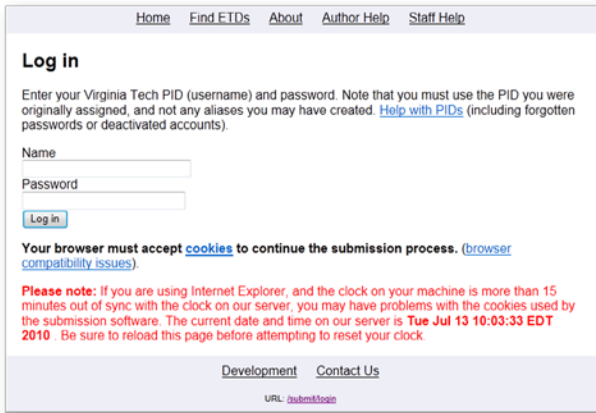 Home Find ETDs About Author Help Staff Help
Log in
Enter your Virginia Tech PID (username) and password. Note that you must use the PID you were
originally assigned, and not any aliases you may have created. Help with PIDs (including forgotten
passwords or deactivated accounts).
Name
Password
Log in
Your browser must accept cookies to continue the submission process. (browser
compatibility issues).
Please note: If you are using Internet Explorer, and the clock on your machine is more than 15
minutes out of sync with the clock on our server, you may have problems with the cookies used by
the submission software. The current date and time on our server is Tue Jul 13 10:03:33 EDT
2010 . Be sure to reload this page before attempting to reset your clock.
Development Contact Us
URL: /submit/login